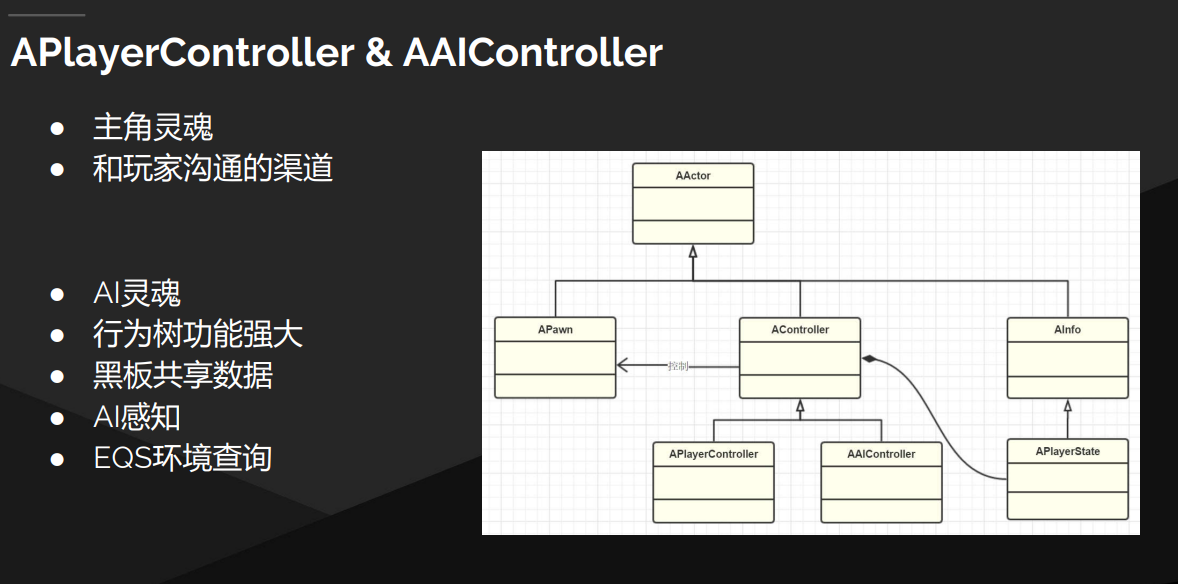 APlayerController & AAIController
主角灵魂
和玩家沟通的渠道
AI灵魂
行为树功能强大
黑板共享数据
AI感知
EQS环境查询
AActor
APawn
AController
AInfo
控制
APlayerController
AAIController
APlayerState